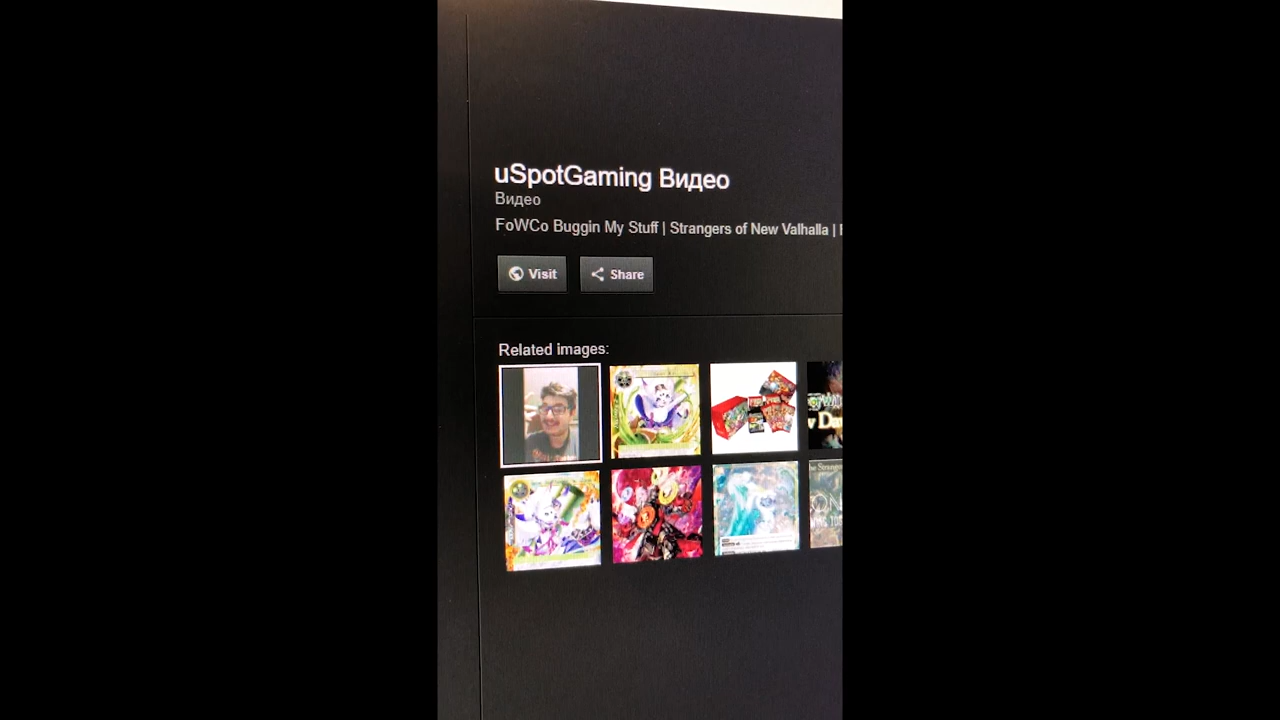 uSpotGaming Видео
Видео
FoWCo Buggin My Stuff | Strangers of New Valhalla |
Visit
Share
Related images: